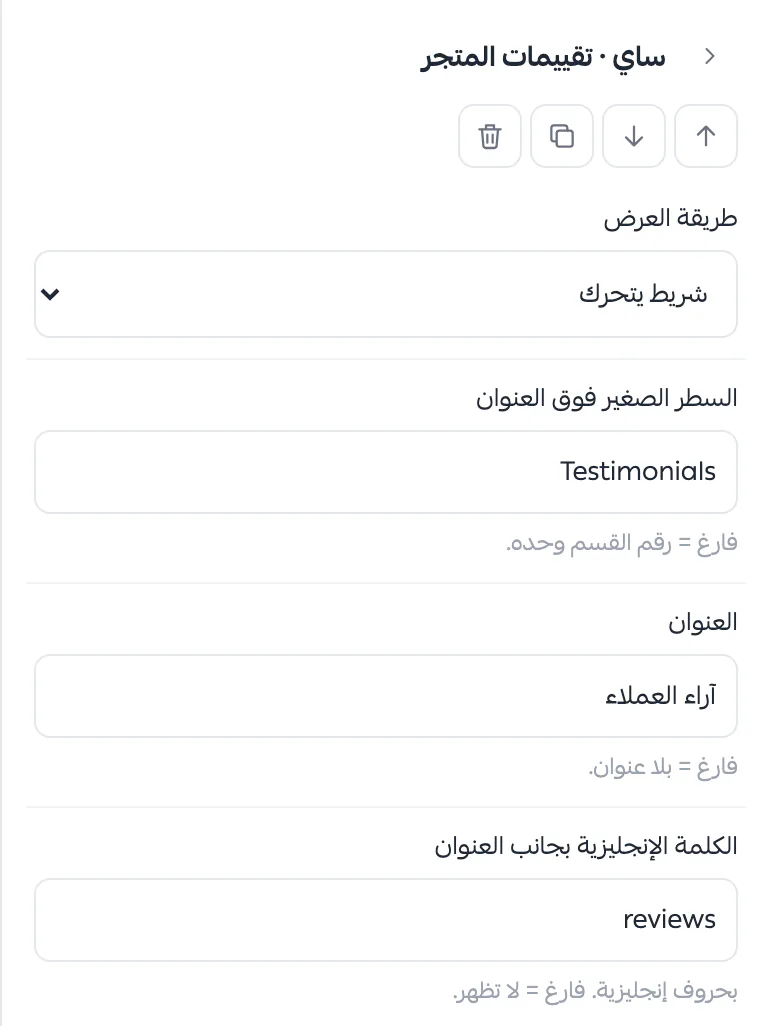 ساي · تقييمات المتجر
طريقة العرض
شريط يتحرك
السطر الصغير فوق العنوان
Testimonials
فارغ = رقم القسم وحده.
العنوان
آراء العملاء
فارغ = بلا عنوان.
الكلمة الإنجليزية بجانب العنوان
reviews
بحروف إنجليزية. فارغ = لا تظهر.